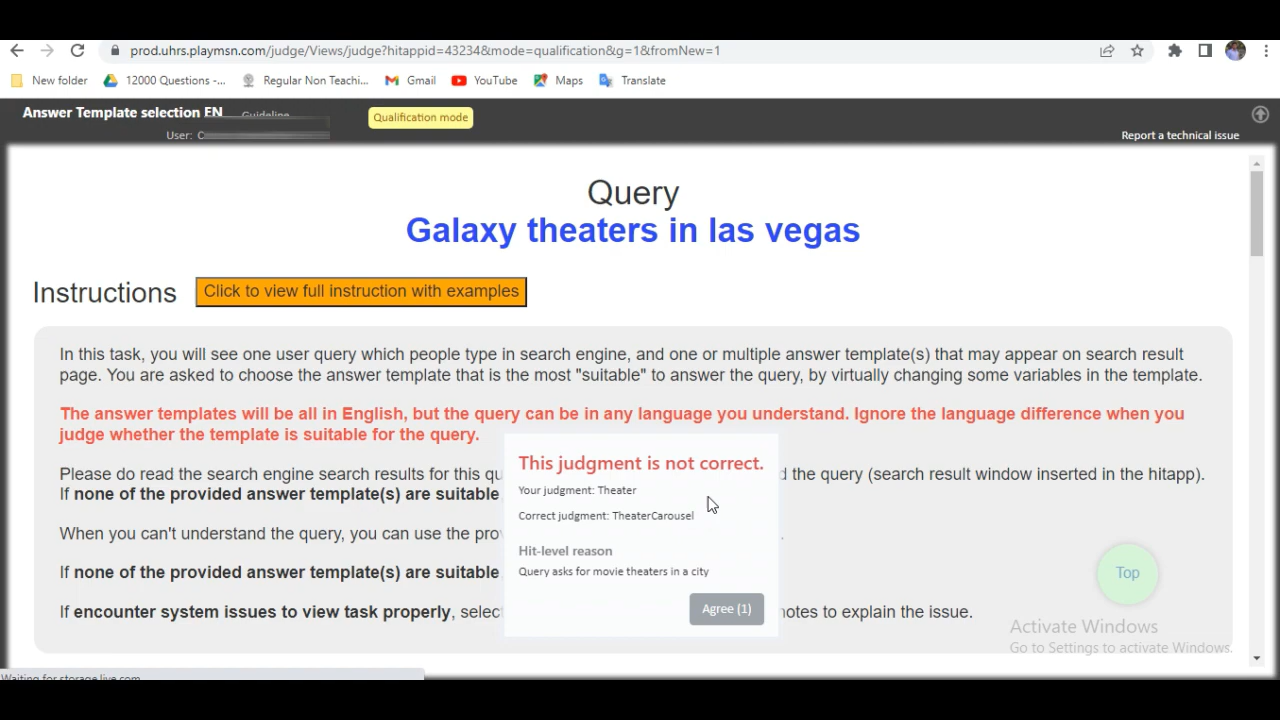 prod.uhrs.playmsn.com/judge/Views/judge?hitappid=43234&mode=qualification&g=1&fromNew=1
New folder 12000 Questions -... Regular Non Teachi... Gmail YouTube Maps Translate
Answer Template selection EN Guideline Qualification mode
User: C
Report a technical issue
Query
Galaxy theaters in las vegas
Instructions Click to view full instruction with examples
In this task, you will see one user query which people type in search engine, and one or multiple answer template(s) that may appear on search result
page. You are asked to choose the answer template that is the most "suitable" to answer the query, by virtually changing some variables in the template.
The answer templates will be all in English, but the query can be in any language you understand. Ignore the language difference when you
judge whether the template is suitable for the query.
Please do read the search engine search results for this qu d the query (search result window inserted in the hitapp).
If none of the provided answer template(s) are suitable
When you can't understand the query, you can use the pro
If none of the provided answer template(s) are suitable
If encounter system issues to view task properly, selec notes to explain the issue.
This judgment is not correct.
Your judgment: Theater
Correct judgment: TheaterCarousel
Hit-level reason
Query asks for movie theaters in a city
Agree (1)
Top
Activate Windows
Go to Settings to activate Windows.
Waiting for storage.live.com